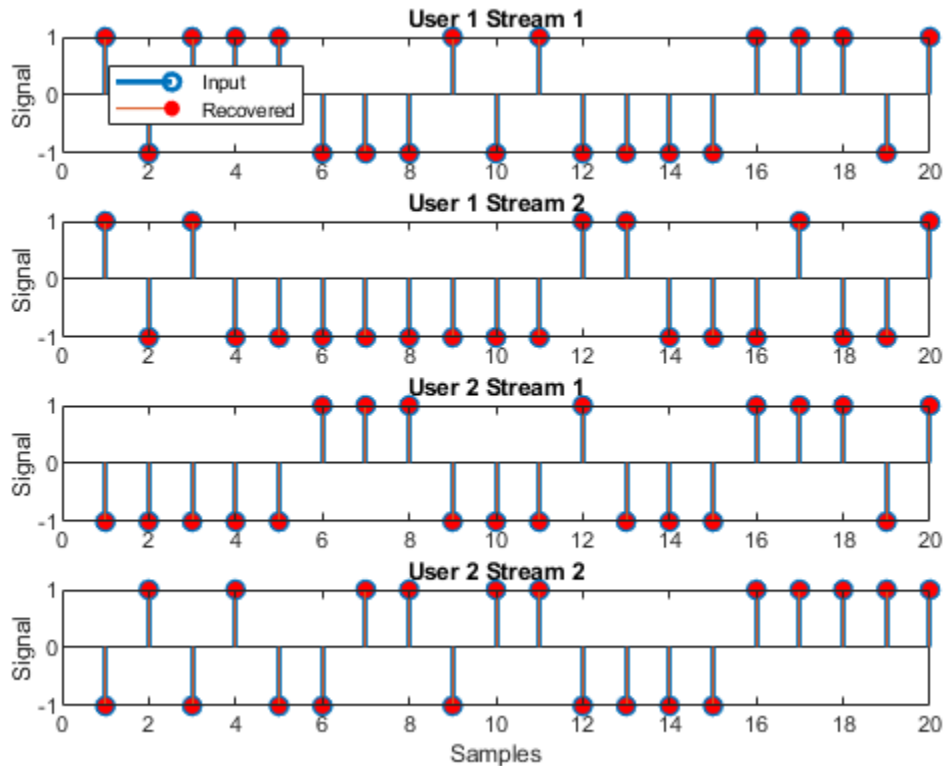 User 1 Stream 1
1
0
-1
Signal
Input
Recovered
0 2 4 6 8 10 12 14 16 18 20
User 1 Stream 2
1
0
-1
Signal
0 2 4 6 8 10 12 14 16 18 20
User 2 Stream 1
1
0
-1
Signal
0 2 4 6 8 10 12 14 16 18 20
User 2 Stream 2
1
0
-1
Signal
0 2 4 6 8 10 12 14 16 18 20
Samples